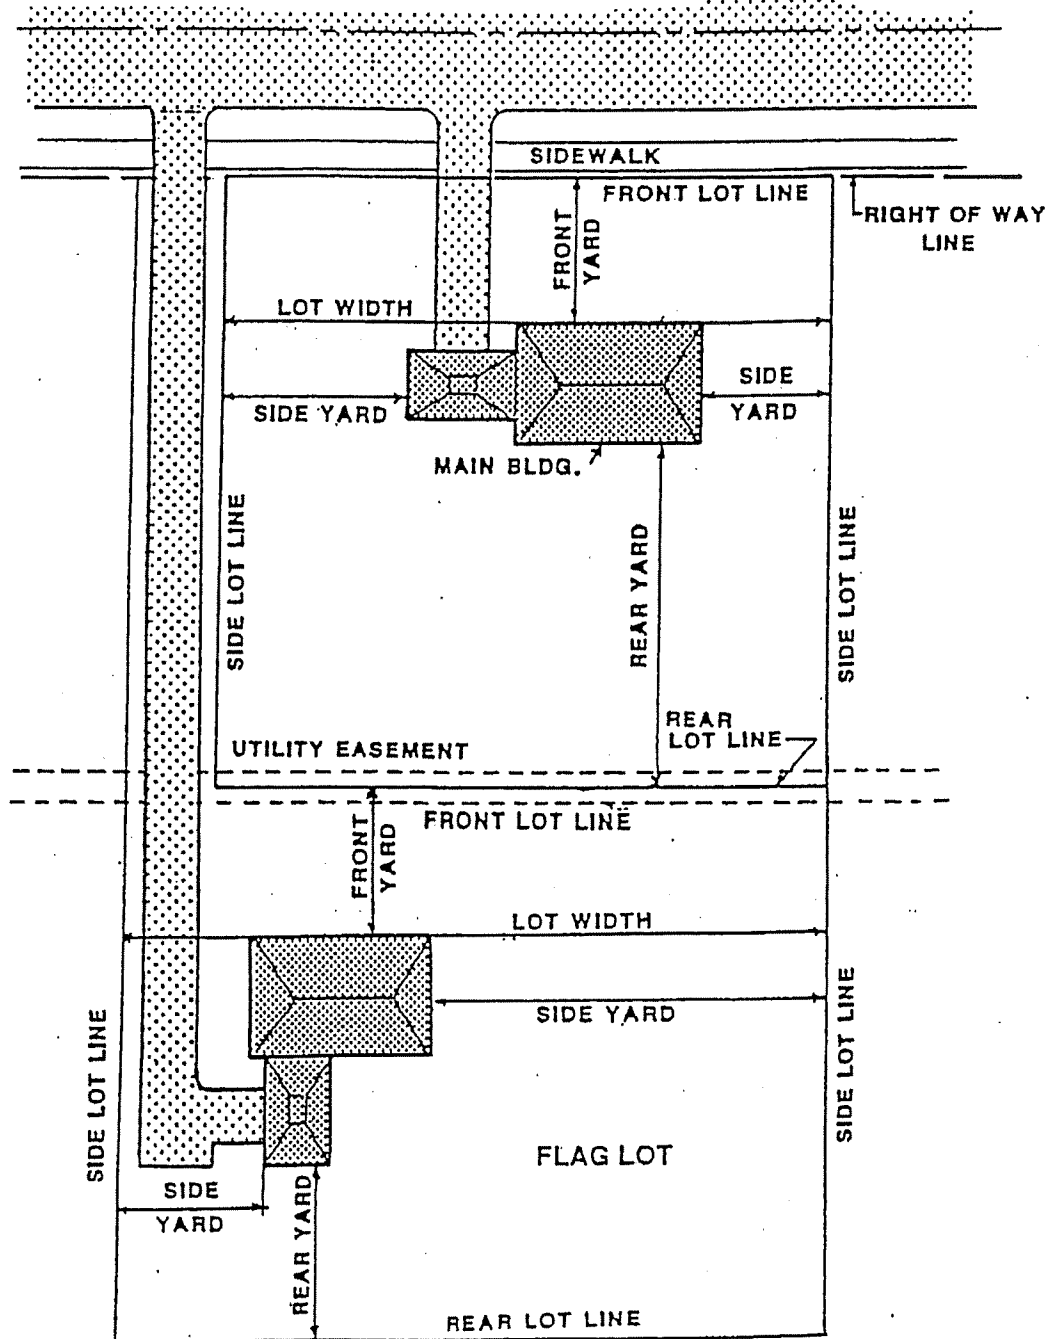 SIDEWALK
FRONT LOT LINE
RIGHT OF WAY
LINE
FRONT
YARD
LOT WIDTH
SIDE YARD
SIDE
YARD
MAIN BLDG.
SIDE LOT LINE
REAR YARD
SIDE LOT LINE
REAR
LOT LINE
UTILITY EASEMENT
FRONT LOT LINE
FRONT
YARD
LOT WIDTH
SIDE YARD
SIDE LOT LINE
SIDE LOT LINE
FLAG LOT
SIDE
YARD
REAR YARD
REAR LOT LINE